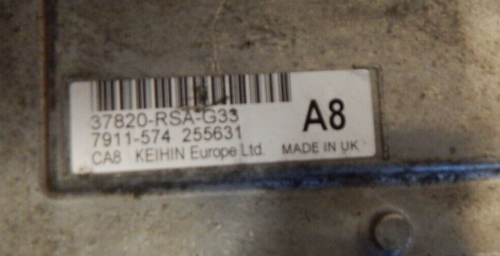 37820-RSA-G33
7911-574 255631
A8
CA8 KEIHIN Europe Ltd. MADE IN UK